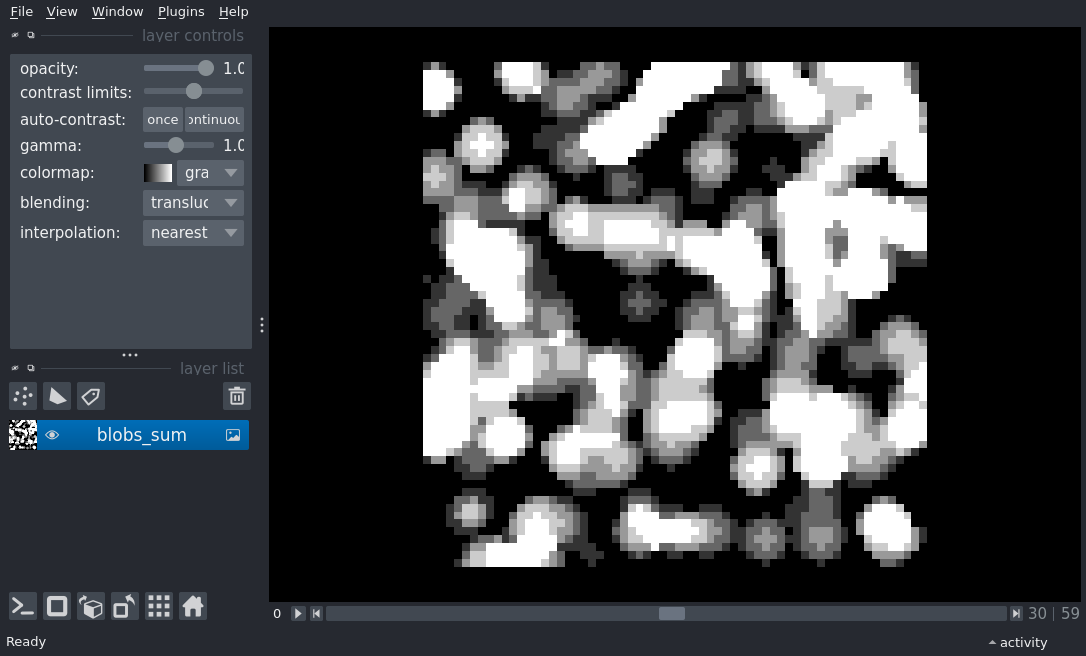 File View Window Plugins Help
layer controls
opacity: 1.0
contrast limits:
auto-contrast: once ontinuou
gamma: 1.0
colormap: gra
blending: transluc
interpolation: nearest
layer list
blobs_sum
0 30 | 59
Ready activity